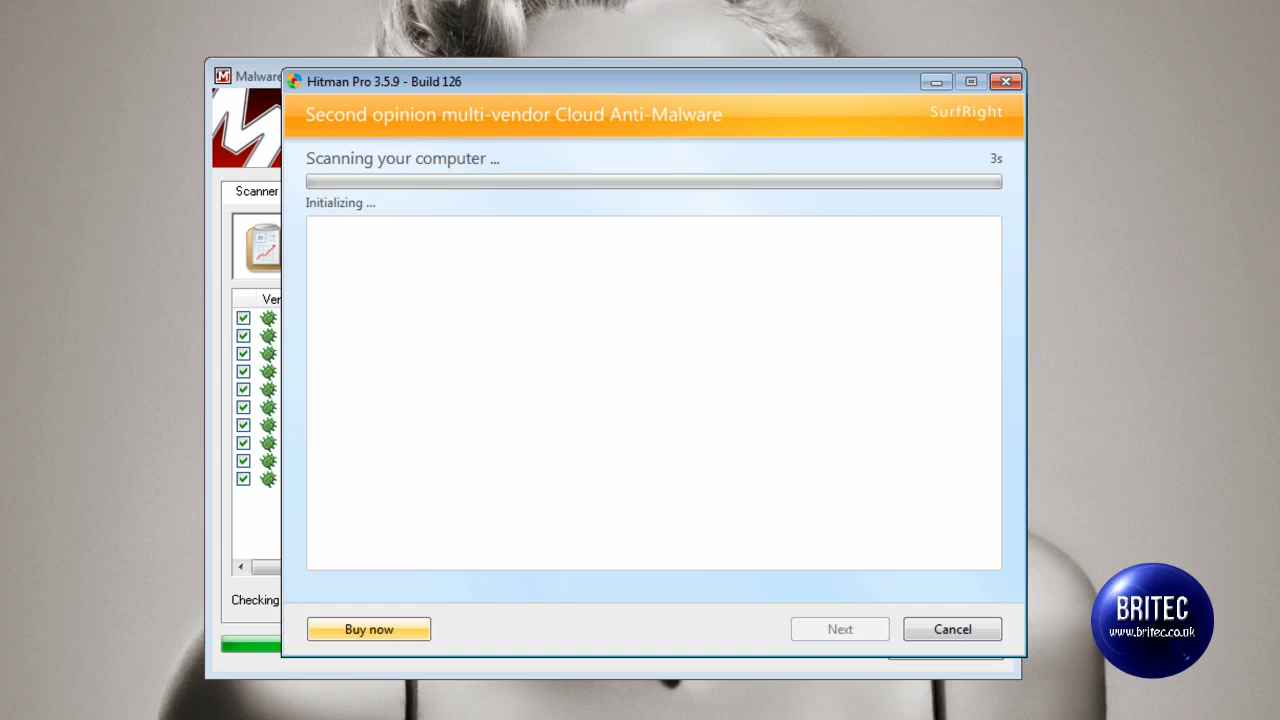 Malware
Hitman Pro 3.5.9 - Build 126
Second opinion multi-vendor Cloud Anti-Malware
SurfRight
Scanning your computer ...
3s
Initializing ...
Scanner
Ven
Checking
Buy now
Next
Cancel
BRITEC
www.britec.co.uk